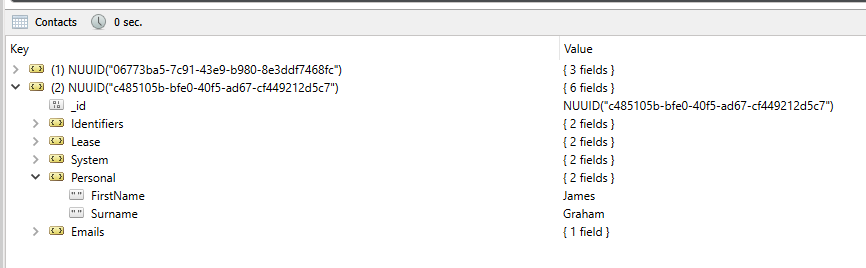 Contacts 0 sec.
Key Value
(1) NUUID("06773ba5-7c91-43e9-b980-8e3ddf7468fc") { 3 fields }
(2) NUUID("c485105b-bfe0-40f5-ad67-cf449212d5c7") { 6 fields }
_id NUUID("c485105b-bfe0-40f5-ad67-cf449212d5c7")
Identifiers { 2 fields }
Lease { 2 fields }
System { 2 fields }
Personal { 2 fields }
FirstName James
Surname Graham
Emails { 1 field }